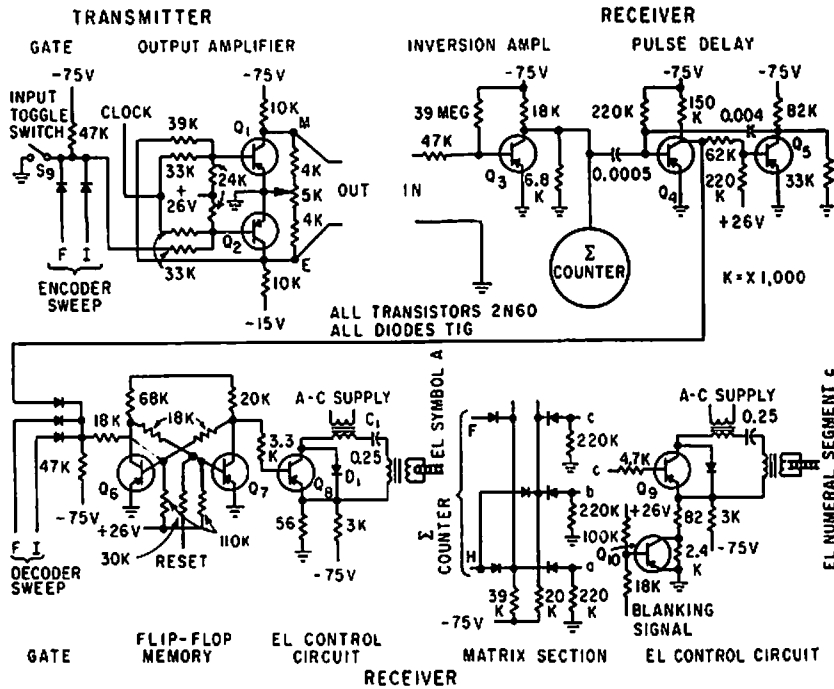 TRANSMITTER
RECEIVER
GATE
OUTPUT AMPLIFIER
INVERSION AMPL
PULSE DELAY
-75V
-75V
-75V
-75V
-75V
INPUT
TOGGLE
SWITCH
47K
S9
CLOCK
39K
33K
+
26V
24K
33K
10K
Q1
M
4K
5K
4K
OUT
Q2
E
10K
-15V
F I
ENCODER
SWEEP
39 MEG
18K
47K
IN
Q3
6.8
K
220K
150
K
0.004
82K
0.0005
Q4
62K
220
K
+26V
Q5
33K
Σ
COUNTER
K=X 1,000
ALL TRANSISTORS 2N60
ALL DIODES TIG
68K
20K
18K
18K
47K
-75V
Q6
Q7
+26V
30K
RESET
110K
F I
DECODER
SWEEP
A-C SUPPLY
C1
0.25
3.3
K
Q8
D1
56
3K
-75V
EL SYMBOL A
Σ
COUNTER
F
H
c
220K
b
220K
a
39
K
20
K
220
K
-75V
A-C SUPPLY
0.25
c
4.7K
Q9
+26V
100K
82
3K
-75V
Q10
2.4
K
18K
BLANKING
SIGNAL
EL NUMERAL SEGMENT c
GATE
FLIP-FLOP
MEMORY
EL CONTROL
CIRCUIT
MATRIX SECTION
EL CONTROL CIRCUIT
RECEIVER